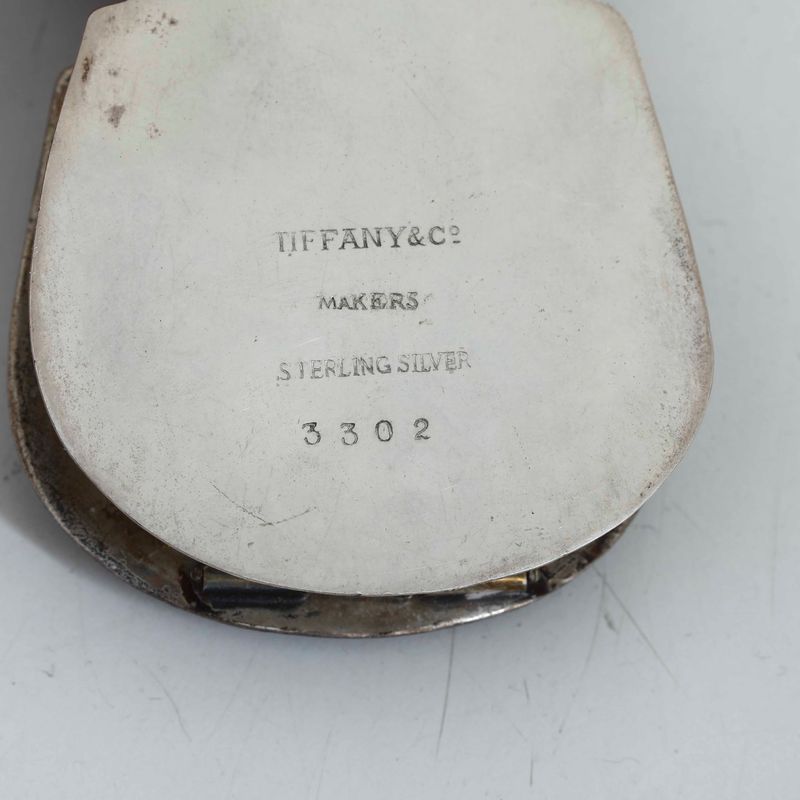 TIFFANY & Cº
MAKERS
STERLING SILVER
3302